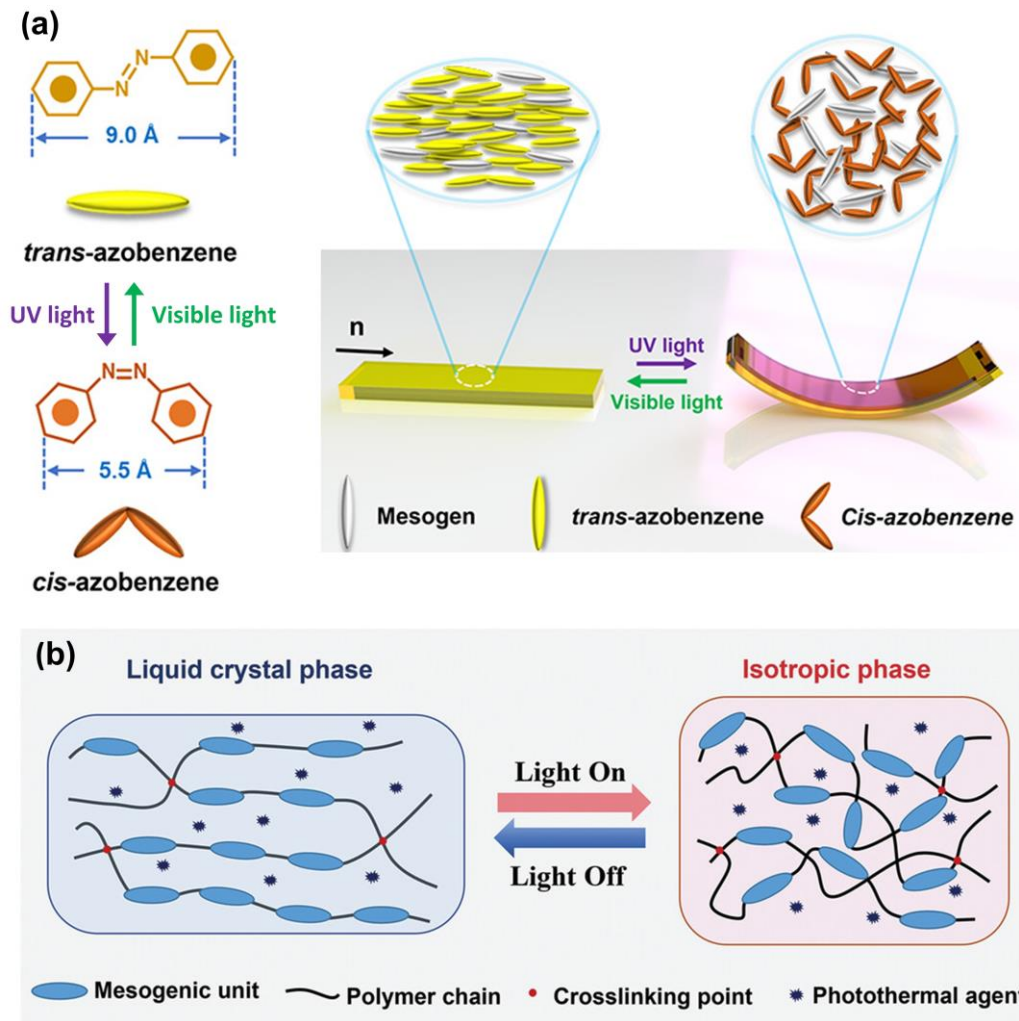 (a)
N
N
9.0 Å
trans-azobenzene
UV light
Visible light
N=N
5.5 Å
cis-azobenzene
n
UV light
Visible light
Mesogen
trans-azobenzene
Cis-azobenzene
(b)
Liquid crystal phase
Isotropic phase
Light On
Light Off
Mesogenic unit
Polymer chain
Crosslinking point
Photothermal agent